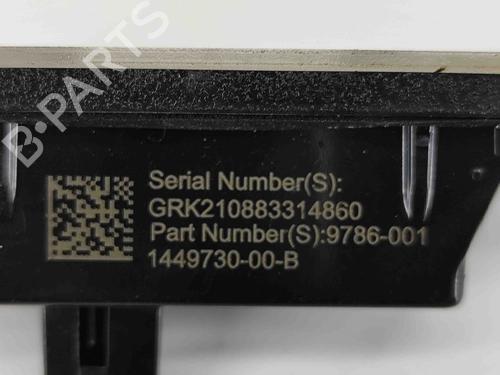 B-PARTS
Serial Number(S):
GRK210883314860
Part Number(S):9786-001
1449730-00-B